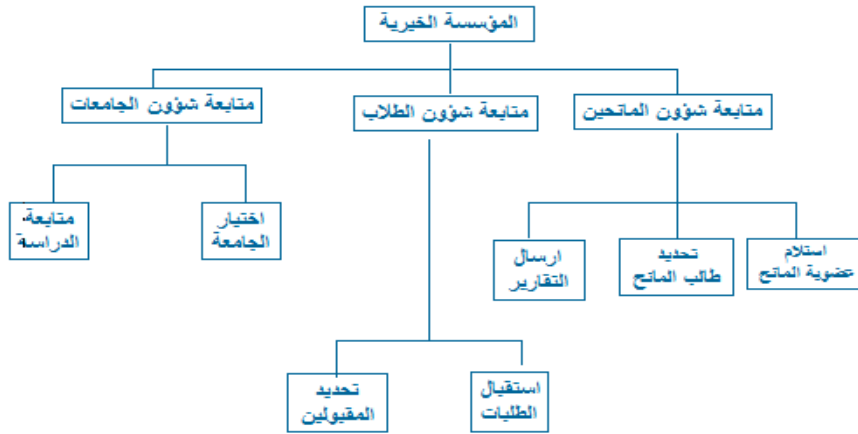 المؤسسة الخيرية
متابعة شؤون المانحين
متابعة شؤون الطلاب
متابعة شؤون الجامعات
استلام
عضوية المانح
تحديد
طالب المانح
ارسال
التقارير
اختيار
الجامعة
متابعة
الدراسة
استقبال
الطلبات
تحديد
المقبولين